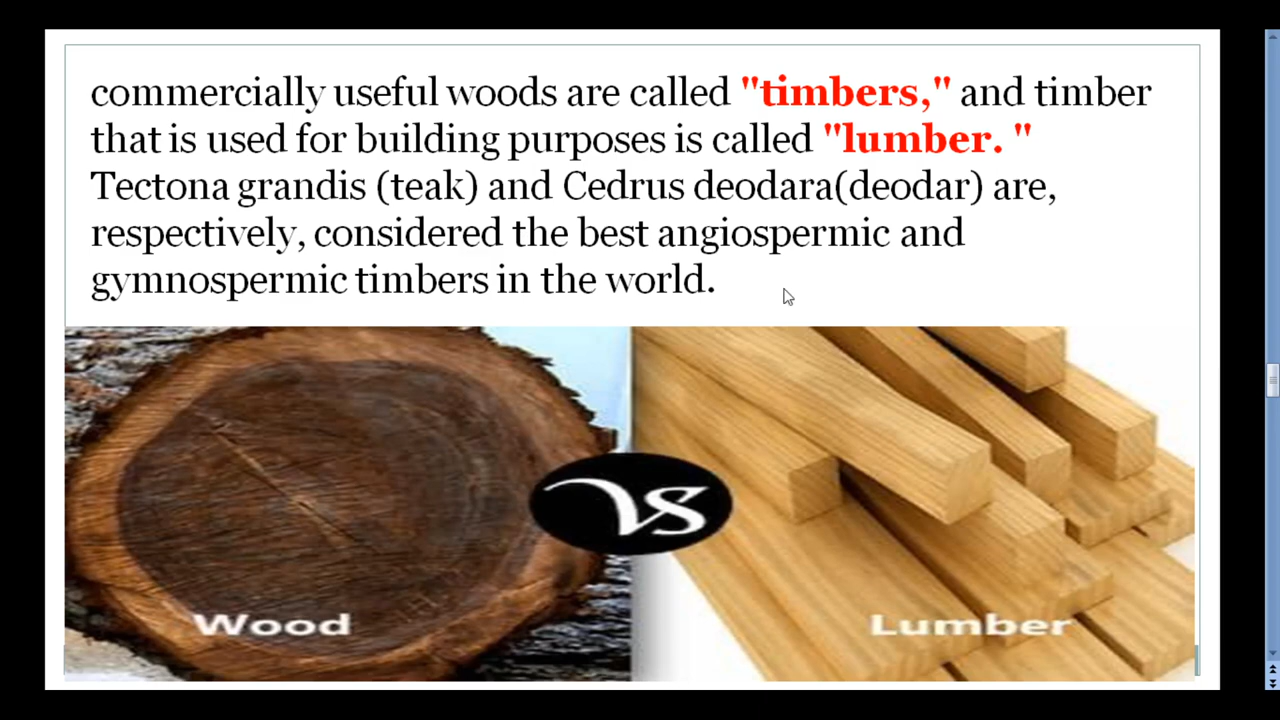 commercially useful woods are called "timbers," and timber
that is used for building purposes is called "lumber. "
Tectona grandis (teak) and Cedrus deodara(deodar) are,
respectively, considered the best angiospermic and
gymnospermic timbers in the world.
VS
Wood
Lumber